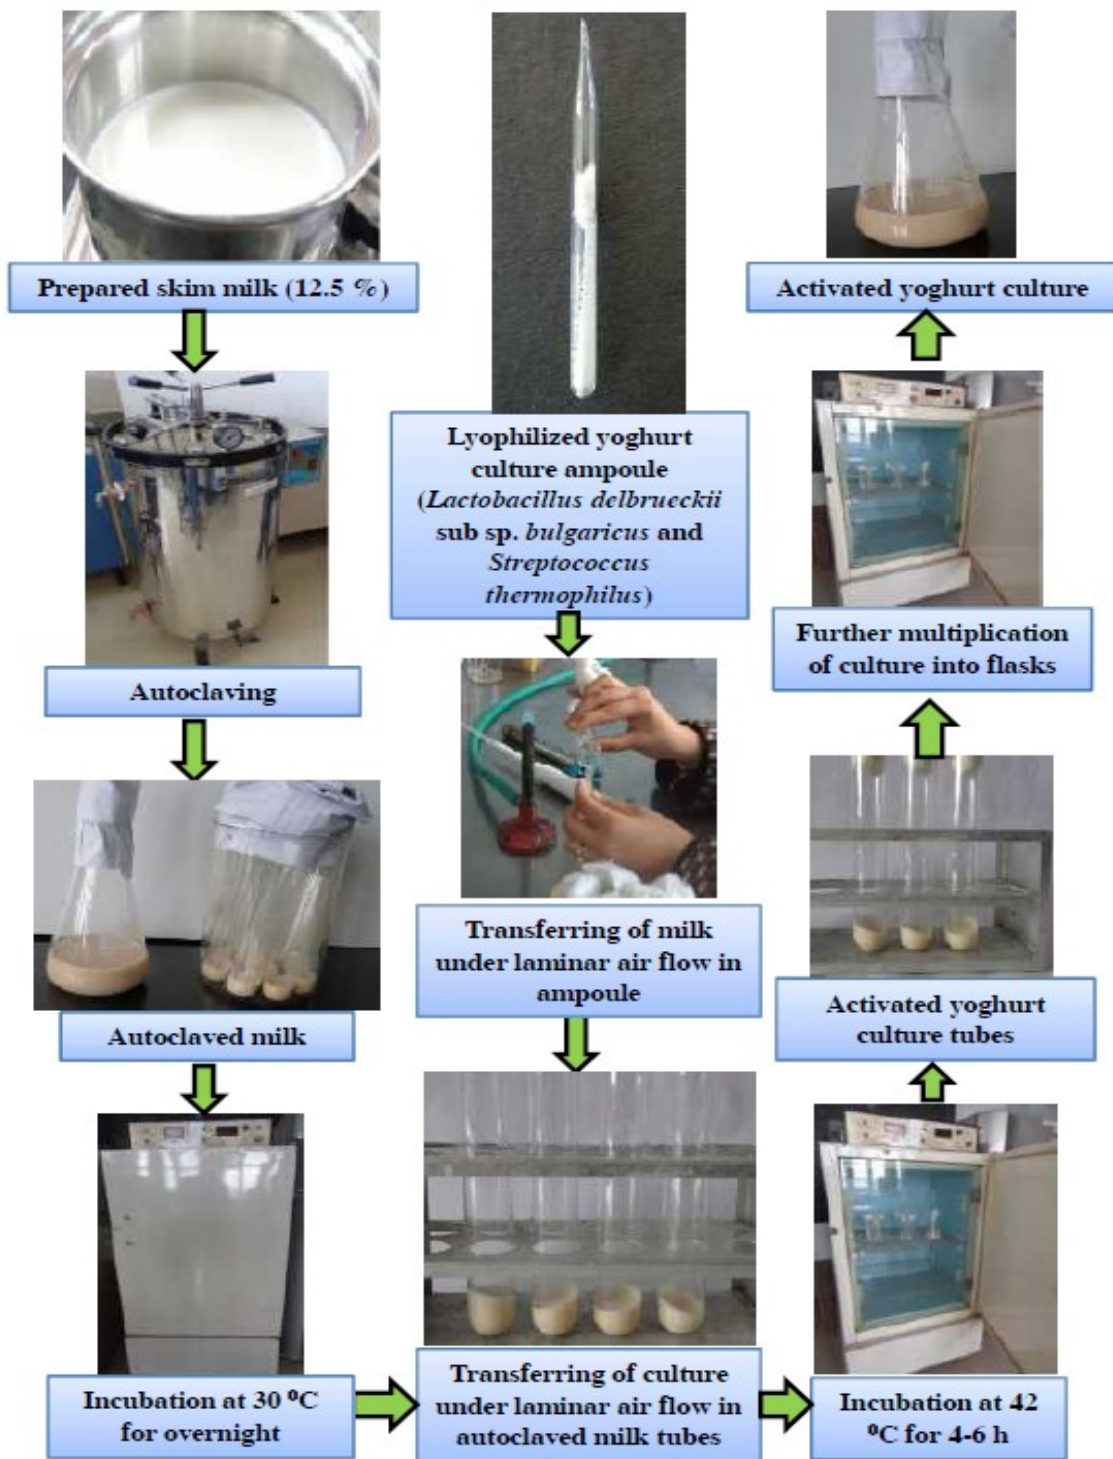 Prepared skim milk (12.5 %)
Autoclaving
Autoclaved milk
Incubation at 30 ⁰C
for overnight
Lyophilized yoghurt
culture ampoule
(Lactobacillus delbrueckii
sub sp. bulgaricus and
Streptococcus
thermophilus)
Transferring of milk
under laminar air flow in
ampoule
Transferring of culture
under laminar air flow in
autoclaved milk tubes
Incubation at 42
⁰C for 4-6 h
Activated yoghurt
culture tubes
Further multiplication
of culture into flasks
Activated yoghurt culture